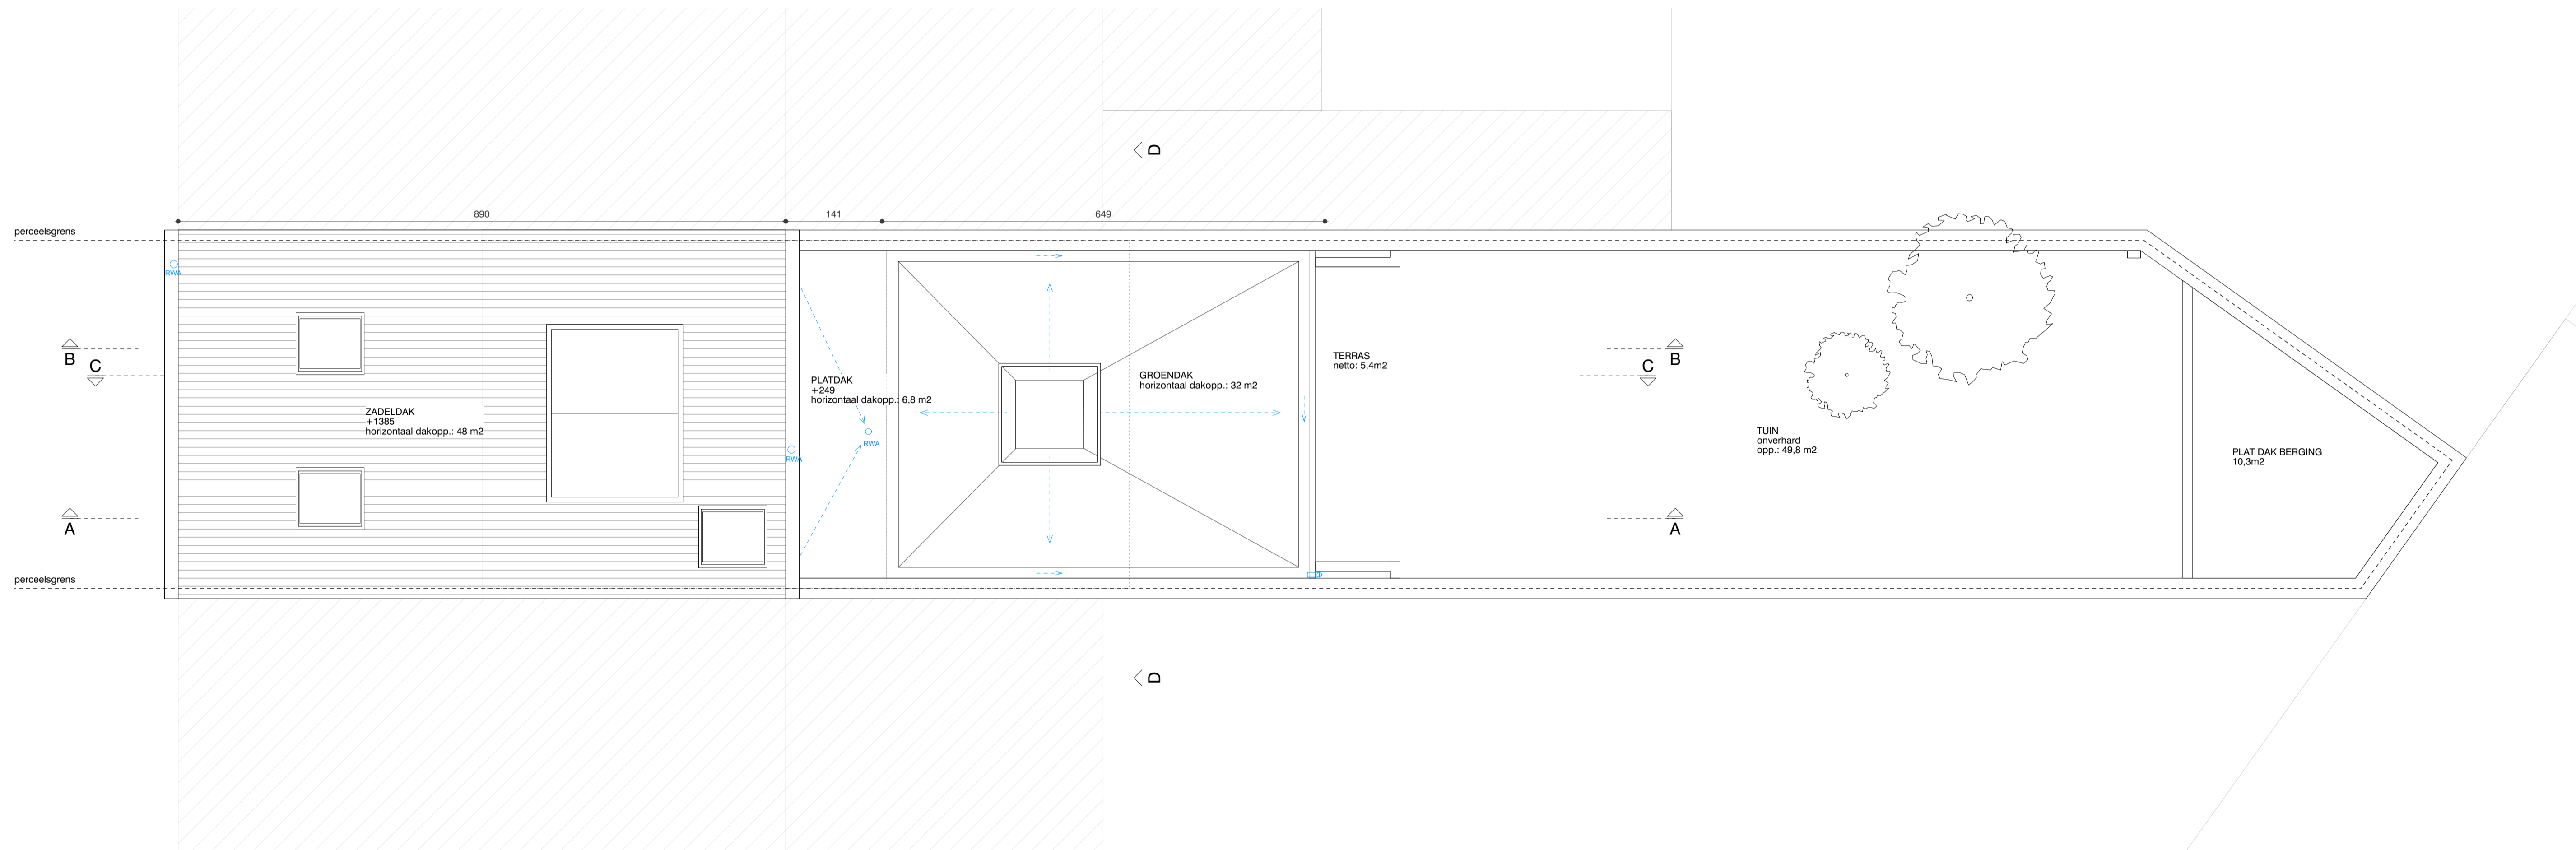 D
890
141
649
perceelsgrens
RWA
B
C
ZADELDAK
+1385
horizontaal dakopp.: 48 m2
PLATDAK
+249
horizontaal dakopp.: 6,8 m2
RWA
RWA
GROENDAK
horizontaal dakopp.: 32 m2
TERRAS
netto: 5,4m2
C
B
TUIN
onverhard
opp.: 49,8 m2
PLAT DAK BERGING
10,3m2
A
A
perceelsgrens
D